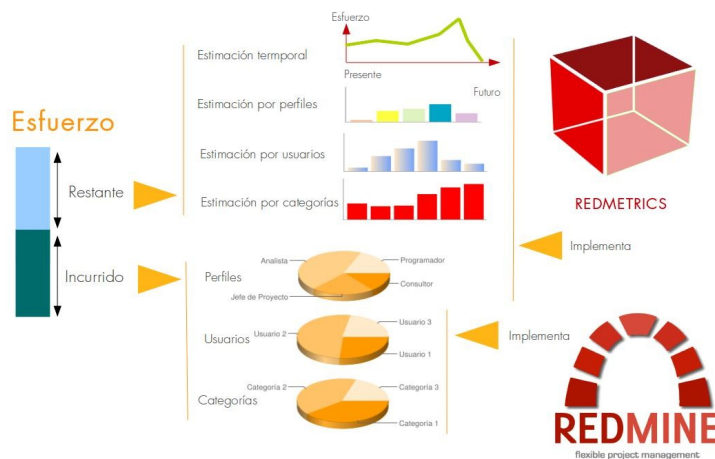 Esfuerzo
Restante
Incurrido
Estimación temporal
Esfuerzo
Presente
Futuro
Estimación por perfiles
Estimación por usuarios
Estimación por categorías
Perfiles
Analista
Programador
Consultor
Jefe de Proyecto
Usuarios
Usuario 3
Usuario 2
Usuario 1
Categorías
Categoría 2
Categoría 3
Categoría 1
REDMETRICS
Implementa
Implementa
REDMINE
flexible project management